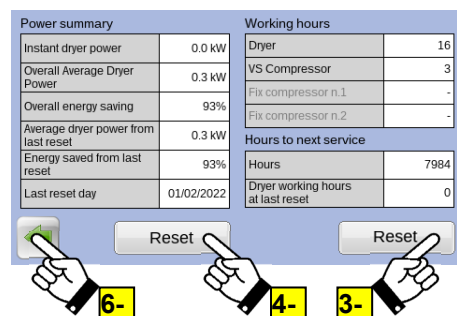 Power summary
Instant dryer power 0.0 kW
Overall Average Dryer
Power 0.3 kW
Overall energy saving 93%
Average dryer power from
last reset 0.3 kW
Energy saved from last
reset 93%
Last reset day 01/02/2022
Working hours
Dryer 16
VS Compressor 3
Fix compressor n.1 -
Fix compressor n.2 -
Hours to next service
Hours 7984
Dryer working hours
at last reset 0
Reset
Reset
6-
4-
3-